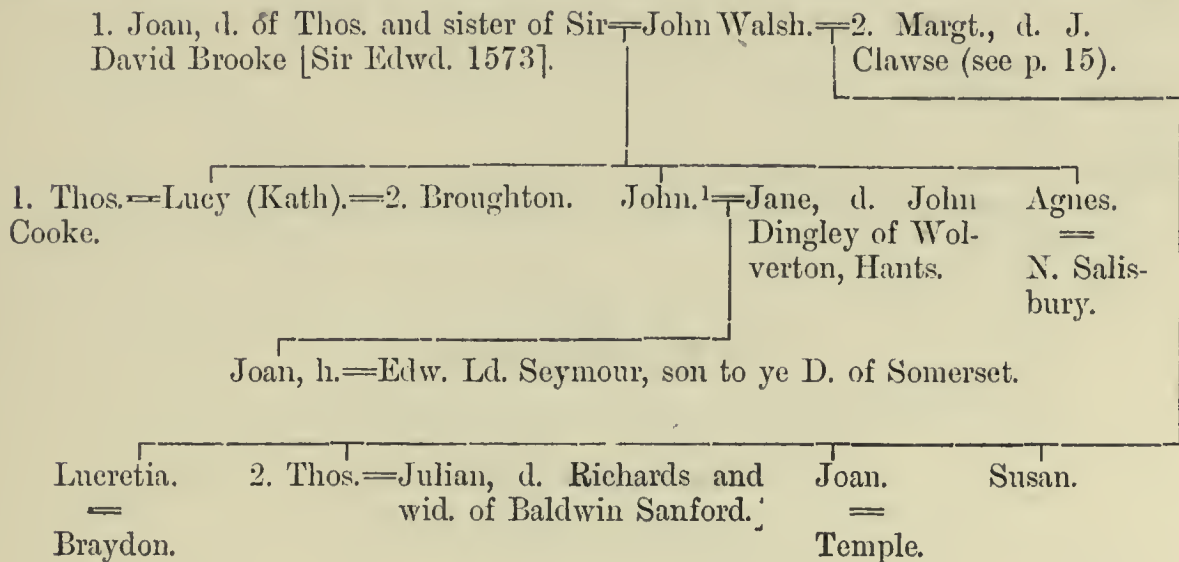 1. Joan, d. of Thos. and sister of Sir=John Walsh.=2. Margt., d. J.
David Brooke [Sir Edwd. 1573]. Clawse (see p. 15).
1. Thos.=Lucy (Kath).=2. Broughton. John.¹=Jane, d. John Agnes.
Cooke. Dingley of Wol- =
verton, Hants. N. Salis-
bury.
Joan, h.=Edw. Ld. Seymour, son to ye D. of Somerset.
Lucretia. 2. Thos.=Julian, d. Richards and Joan. Susan.
= wid. of Baldwin Sanford. =
Braydon. Temple.